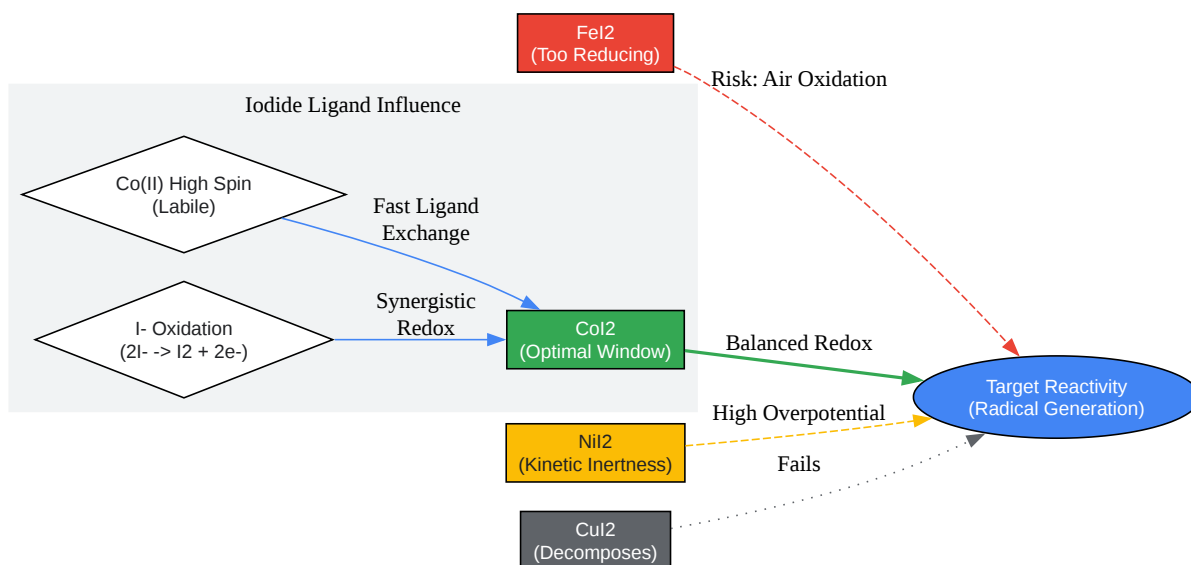 FeI2
(Too Reducing)
Risk: Air Oxidation
Iodide Ligand Influence
Co(II) High Spin
(Labile)
Fast Ligand
Exchange
I- Oxidation
(2I- -> I2 + 2e-)
Synergistic
Redox
CoI2
(Optimal Window)
Balanced Redox
Target Reactivity
(Radical Generation)
NiI2
(Kinetic Inertness)
High Overpotential
Fails
CuI2
(Decomposes)